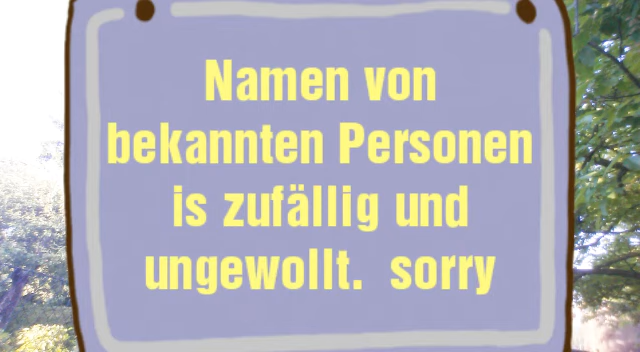 Namen von
bekannten Personen
is zufällig und
ungewollt. sorry